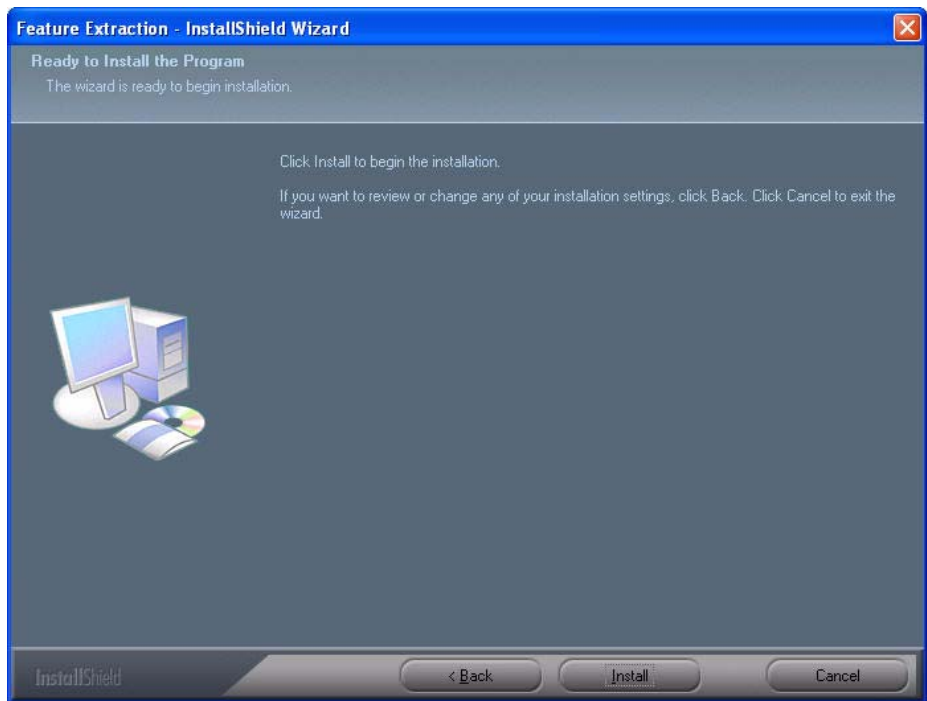 Feature Extraction - InstallShield Wizard
Ready to Install the Program
The wizard is ready to begin installation.
Click Install to begin the installation.
If you want to review or change any of your installation settings, click Back. Click Cancel to exit the
wizard.
InstallShield
< Back
Install
Cancel